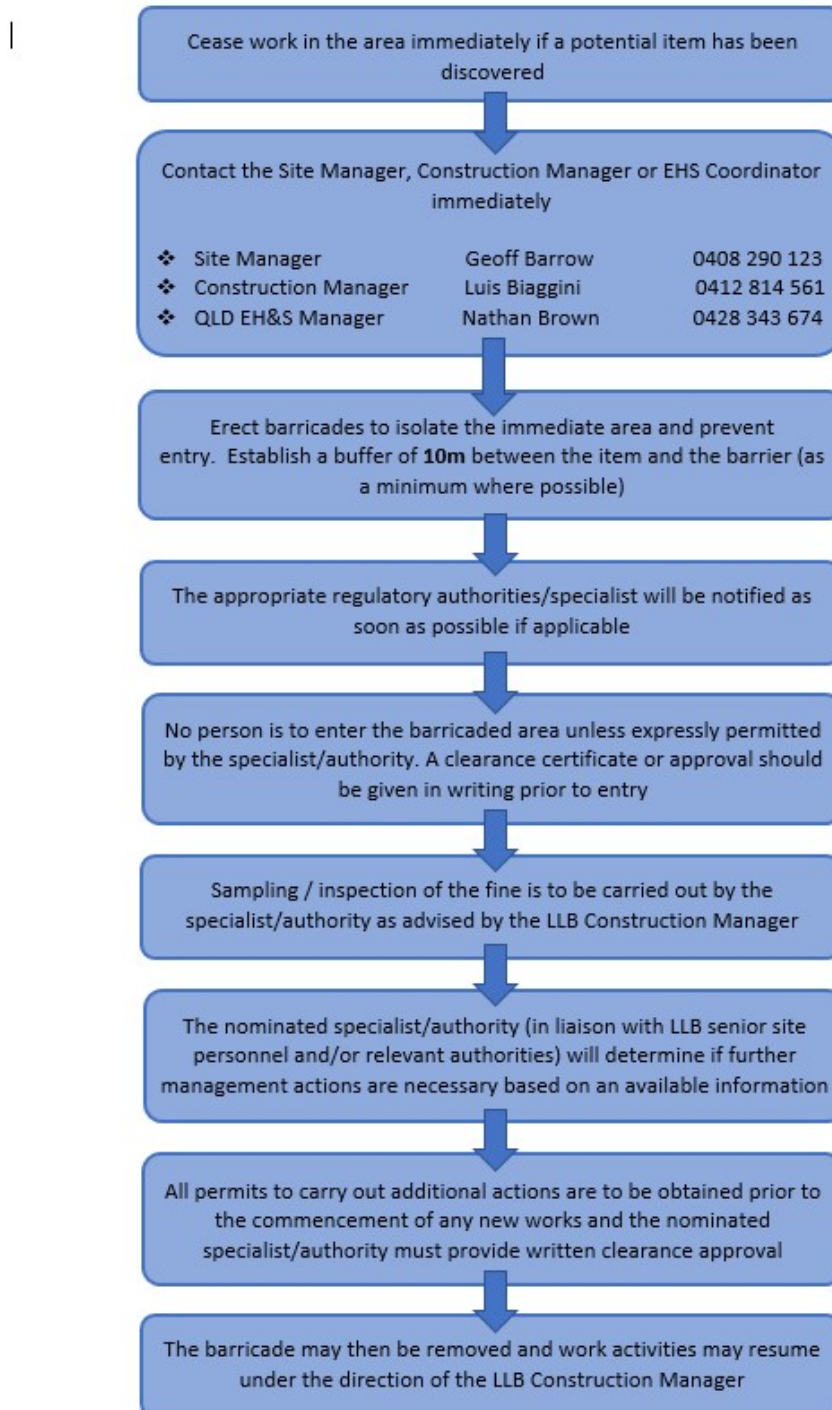 Cease work in the area immediately if a potential item has been
discovered
Contact the Site Manager, Construction Manager or EHS Coordinator
immediately
❖ Site Manager Geoff Barrow 0408 290 123
❖ Construction Manager Luis Biaggini 0412 814 561
❖ QLD EH&S Manager Nathan Brown 0428 343 674
Erect barricades to isolate the immediate area and prevent
entry. Establish a buffer of 10m between the item and the barrier (as
a minimum where possible)
The appropriate regulatory authorities/specialist will be notified as
soon as possible if applicable
No person is to enter the barricaded area unless expressly permitted
by the specialist/authority. A clearance certificate or approval should
be given in writing prior to entry
Sampling / inspection of the fine is to be carried out by the
specialist/authority as advised by the LLB Construction Manager
The nominated specialist/authority (in liaison with LLB senior site
personnel and/or relevant authorities) will determine if further
management actions are necessary based on an available information
All permits to carry out additional actions are to be obtained prior to
the commencement of any new works and the nominated
specialist/authority must provide written clearance approval
The barricade may then be removed and work activities may resume
under the direction of the LLB Construction Manager